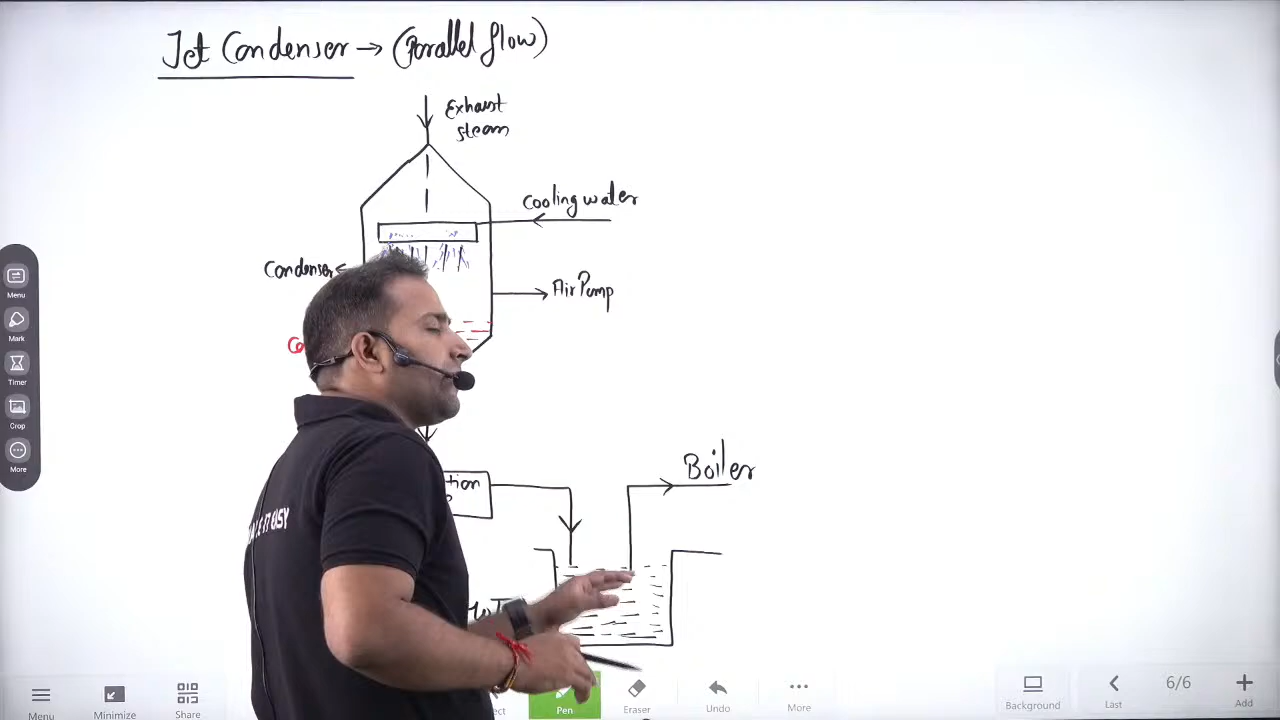 Jet Condenser → (Parallel flow)
Exhaust
steam
Cooling water
Condenser
Air Pump
Boiler
Menu
Mark
Timer
Crop
More
Menu
Minimize
Share
Pen
Eraser
Undo
More
Background
Last
6/6
Add